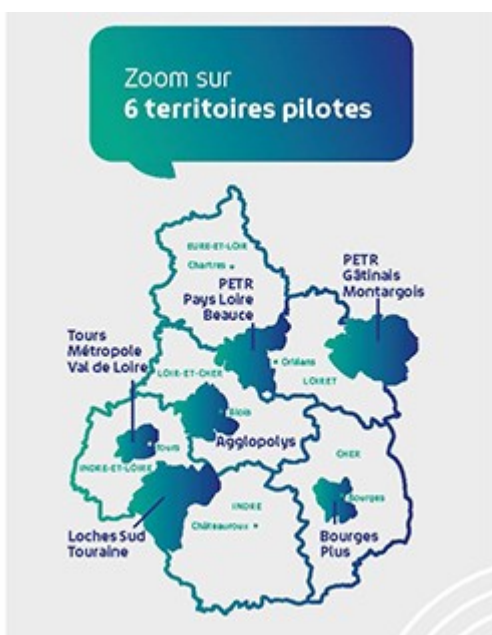 Zoom sur
6 territoires pilotes
EURE-ET-LOIR
Chartres
PETR
Pays Loire
Beauce
PETR
Gâtinais
Montargois
Tours
Métropole
Val de Loire
LOIR-ET-CHER
Orléans
LOIRET
Blois
Agglopolys
Tours
INDRE-ET-LOIRE
CHER
INDRE
Bourges
Châteauroux
Loches Sud
Touraine
Bourges
Plus